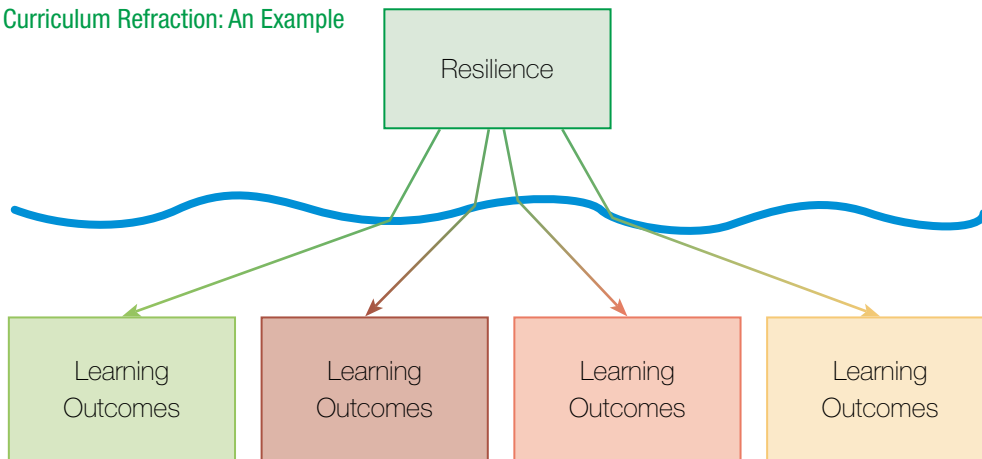 Curriculum Refraction: An Example
Resilience
Learning
Outcomes
Learning
Outcomes
Learning
Outcomes
Learning
Outcomes